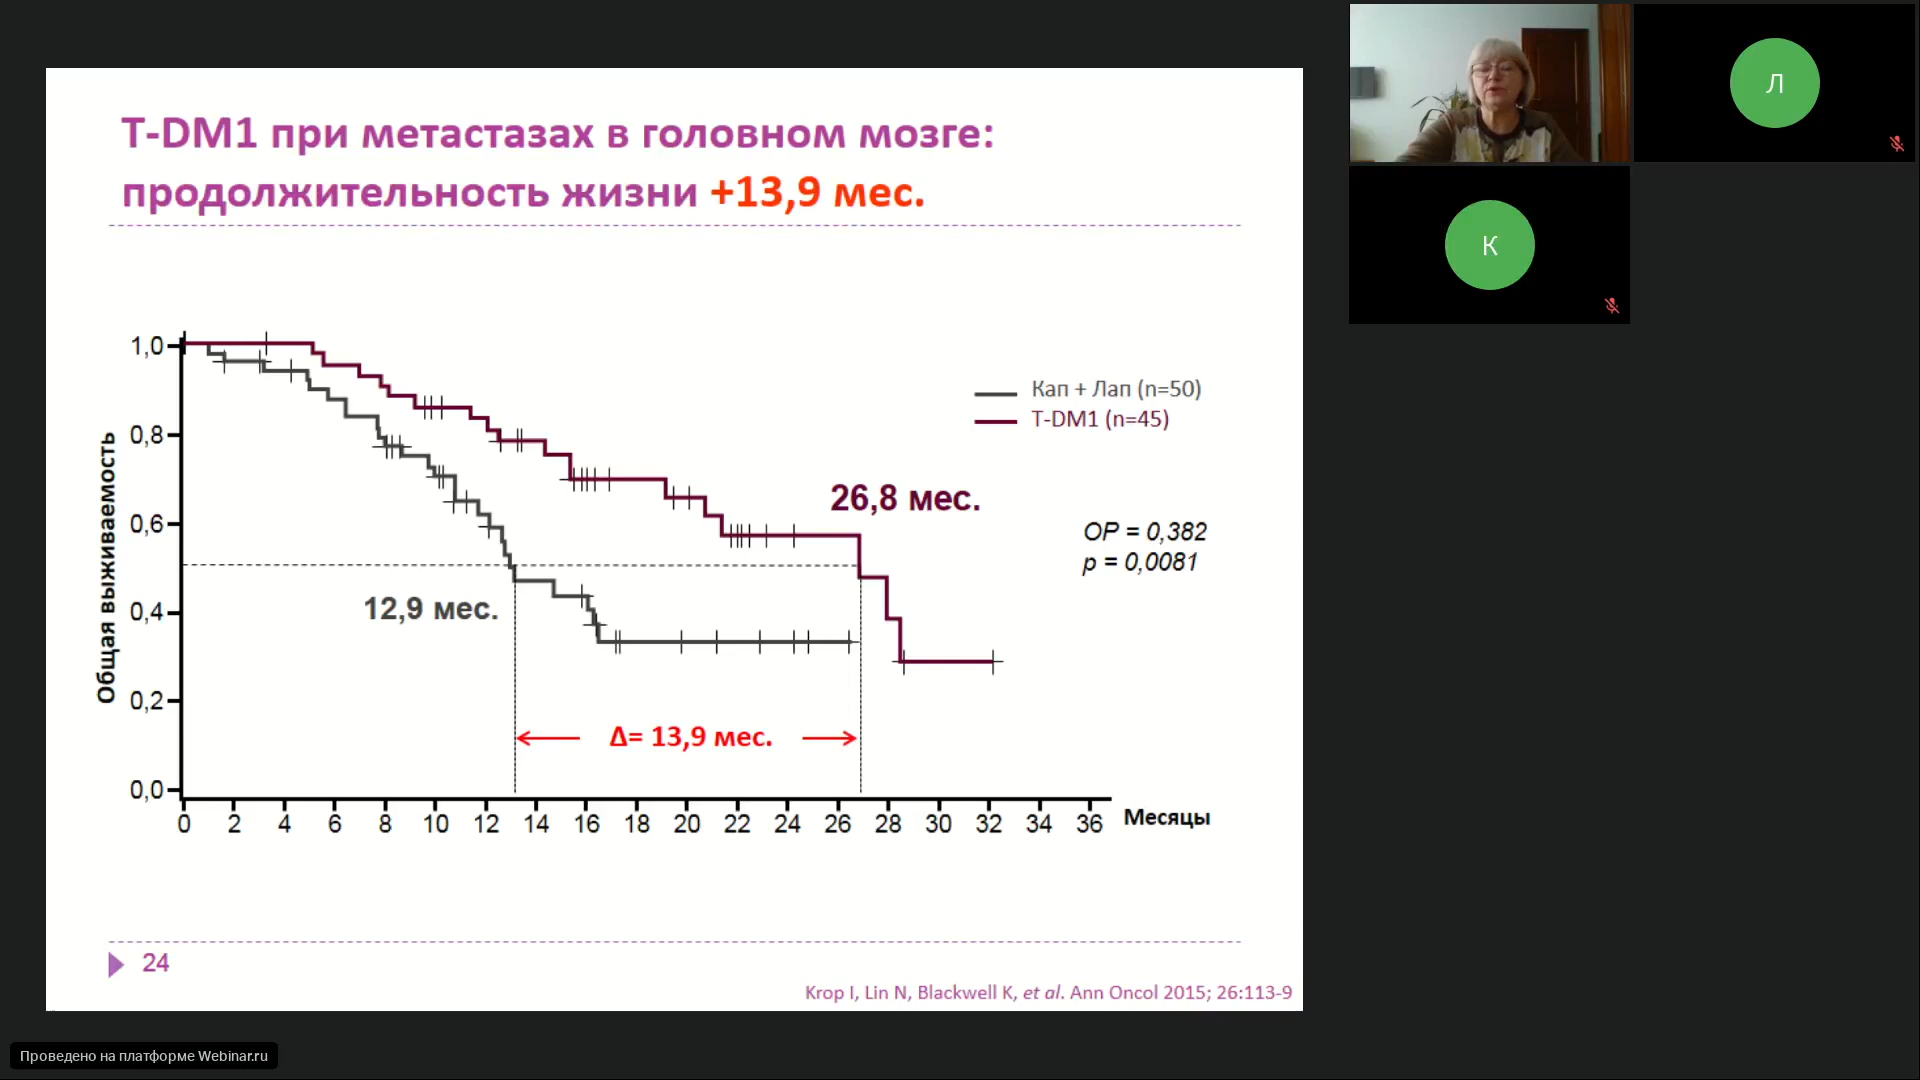 T-DM1 при метастазах в головном мозге:
продолжительность жизни +13,9 мес.
Общая выживаемость
1,0
0,8
0,6
0,4
0,2
0,0
Кап + Лап (n=50)
T-DM1 (n=45)
26,8 мес.
ОР = 0,382
p = 0,0081
12,9 мес.
Δ= 13,9 мес.
0 2 4 6 8 10 12 14 16 18 20 22 24 26 28 30 32 34 36
Месяцы
24
Krop I, Lin N, Blackwell K, et al. Ann Oncol 2015; 26:113-9
Л
К
Проведено на платформе Webinar.ru